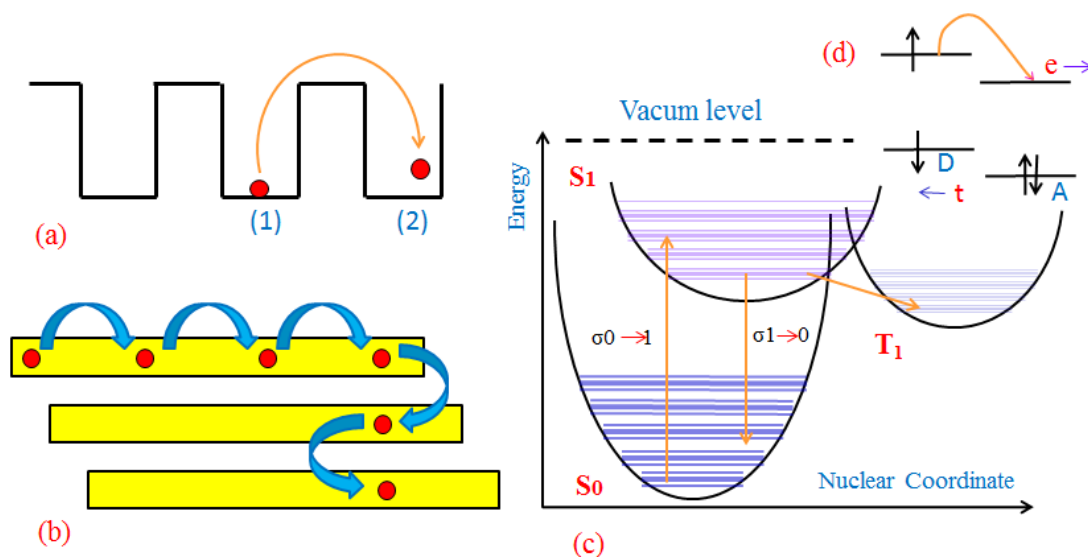 (1)
(2)
(a)
(b)
Vacum level
Energy
S1
σ0→1
σ1→0
S0
T1
Nuclear Coordinate
(c)
(d)
e →
D
← t
A